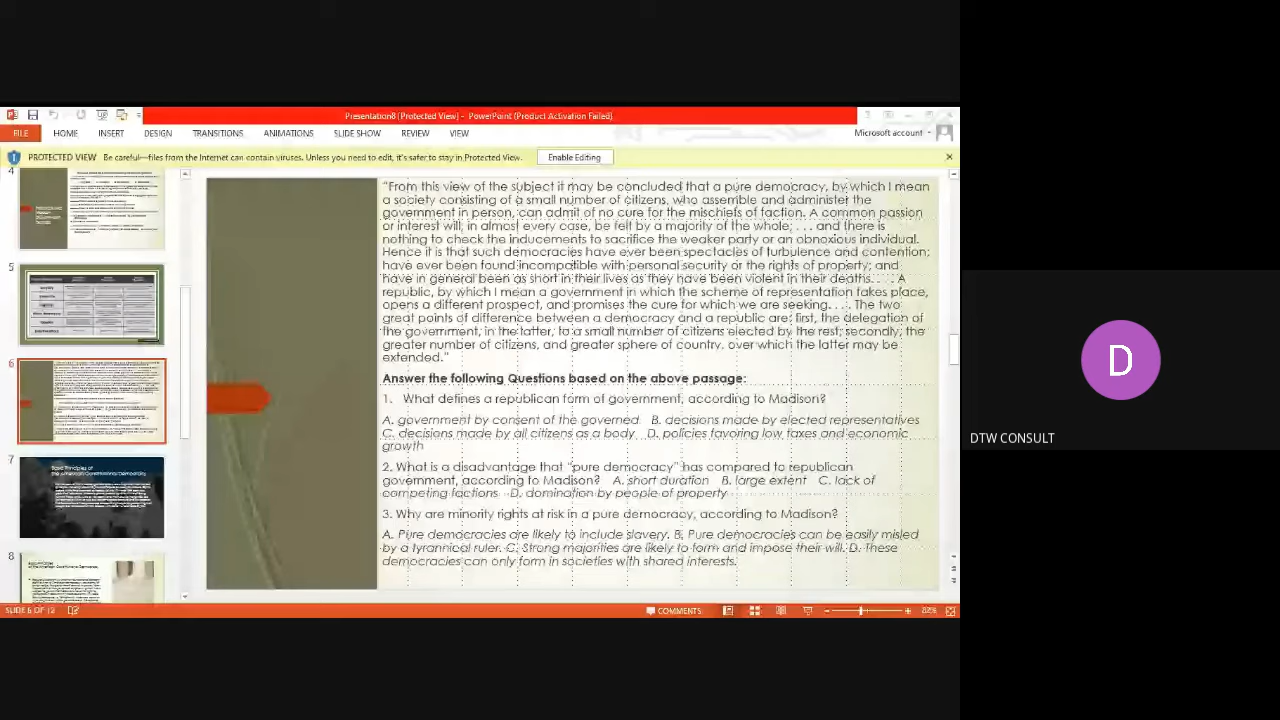 Presentation8 [Protected View] - PowerPoint (Product Activation Failed)
FILE HOME INSERT DESIGN TRANSITIONS ANIMATIONS SLIDE SHOW REVIEW VIEW Microsoft account
PROTECTED VIEW Be careful—files from the Internet can contain viruses. Unless you need to edit, it's safer to stay in Protected View. Enable Editing
4
5
6
7
Basic Principles of
the American Constitutional Democracy
8
"From this view of the subject it may be concluded that a pure democracy, by which I mean
a society consisting of a small number of citizens, who assemble and administer the
government in person, can admit of no cure for the mischiefs of faction. A common passion
or interest will, in almost every case, be felt by a majority of the whole; . . . and there is
nothing to check the inducements to sacrifice the weaker party or an obnoxious individual.
Hence it is that such democracies have ever been spectacles of turbulence and contention;
have ever been found incompatible with personal security or the rights of property; and
have in general been as short in their lives as they have been violent in their deaths. . . . A
republic, by which I mean a government in which the scheme of representation takes place,
opens a different prospect, and promises the cure for which we are seeking. . . . The two
great points of difference between a democracy and a republic are: first, the delegation of
the government, in the latter, to a small number of citizens elected by the rest; secondly, the
greater number of citizens, and greater sphere of country, over which the latter may be
extended."
Answer the following Questions based on the above passage:
1. What defines a republican form of government, according to Madison?
A. government by consent of the governed B. decisions made by elected representatives
C. decisions made by all citizens as a body D. policies favoring low taxes and economic
growth
2. What is a disadvantage that "pure democracy" has compared to republican
government, according to Madison? A. short duration B. large extent C. lack of
competing factions D. domination by people of property
3. Why are minority rights at risk in a pure democracy, according to Madison?
A. Pure democracies are likely to include slavery. B. Pure democracies can be easily misled
by a tyrannical ruler. C. Strong majorities are likely to form and impose their will. D. These
democracies can only form in societies with shared interests.
SLIDE 6 OF 12 COMMENTS 82%
D
DTW CONSULT